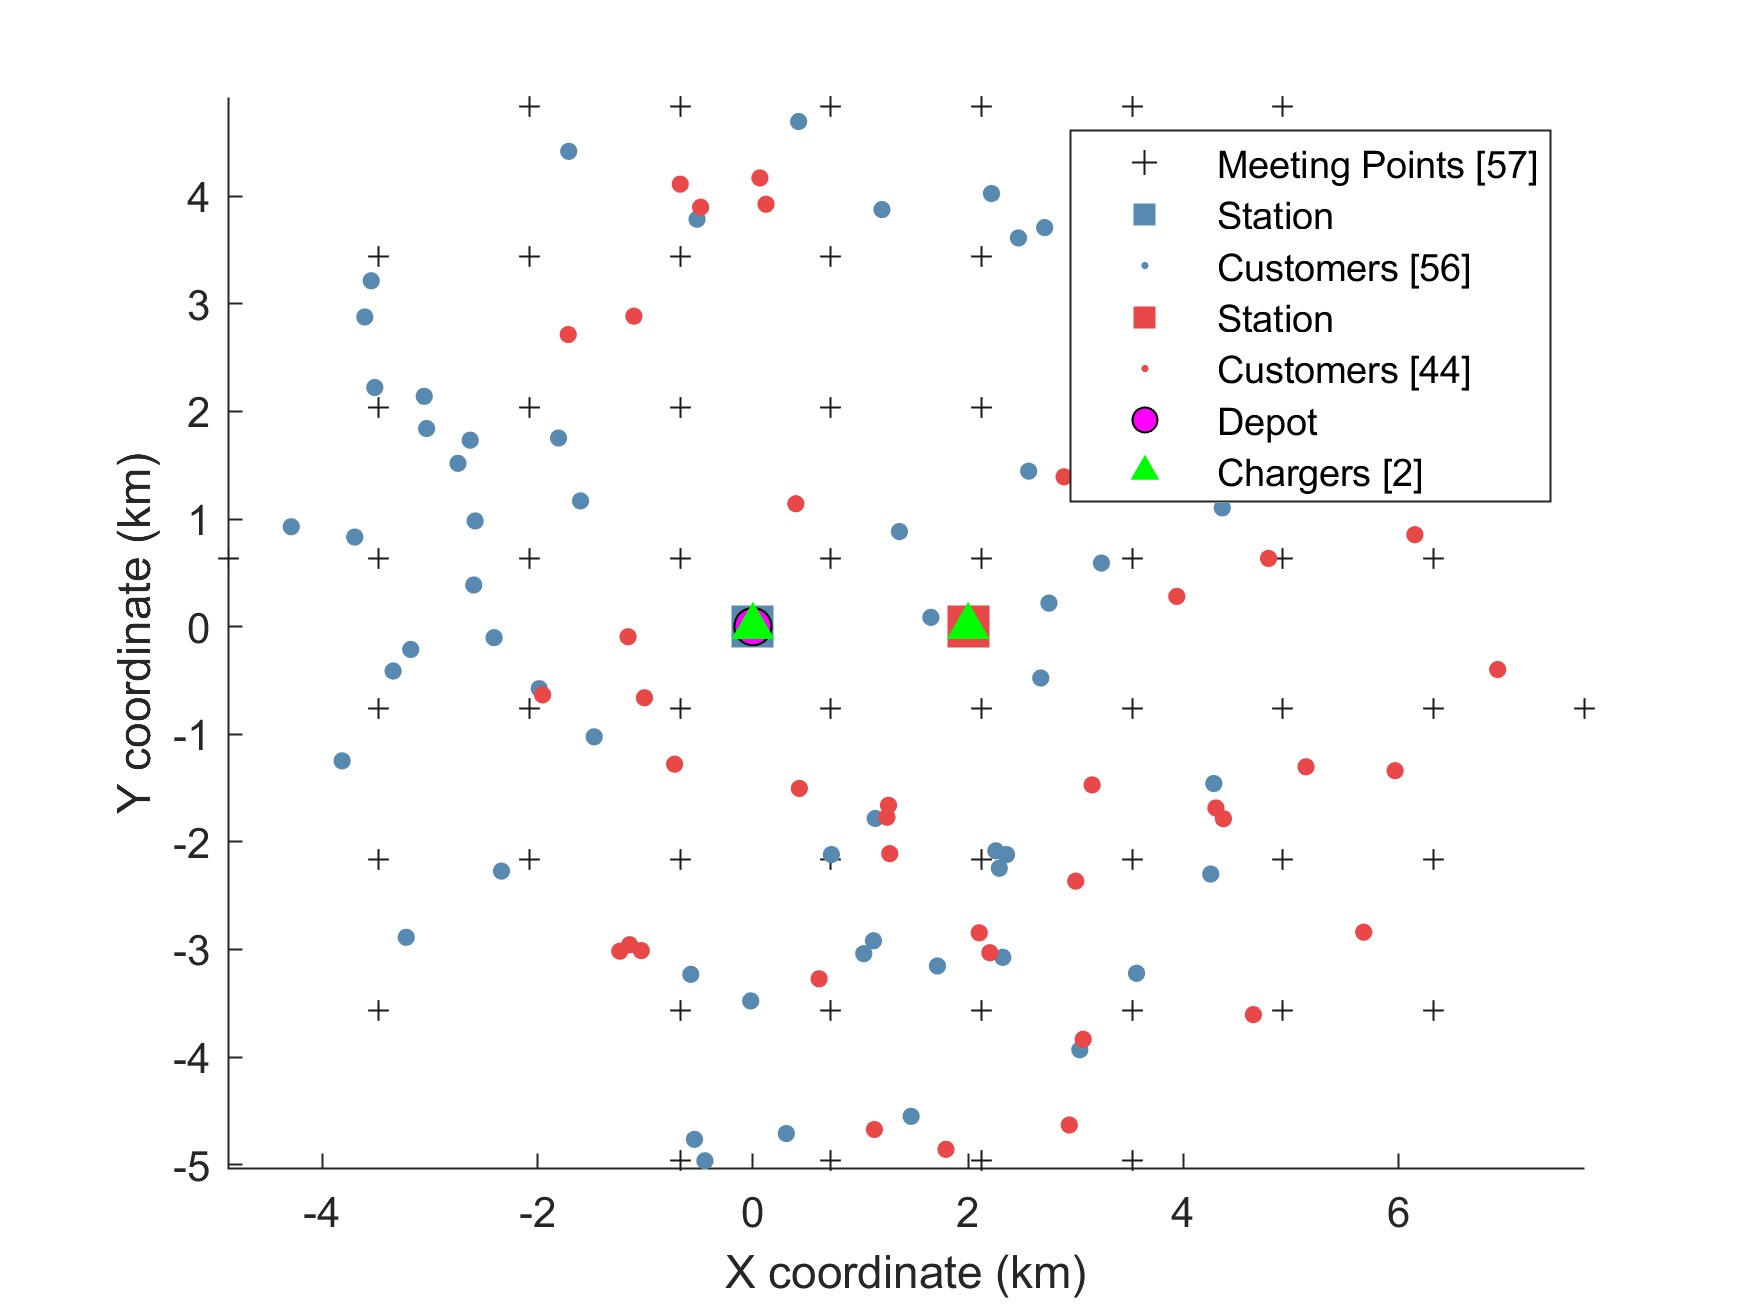 Meeting Points [57]
Station
Customers [56]
Station
Customers [44]
Depot
Chargers [2]
4
3
2
1
0
-1
-2
-3
-4
-5
Y coordinate (km)
-4 -2 0 2 4 6
X coordinate (km)